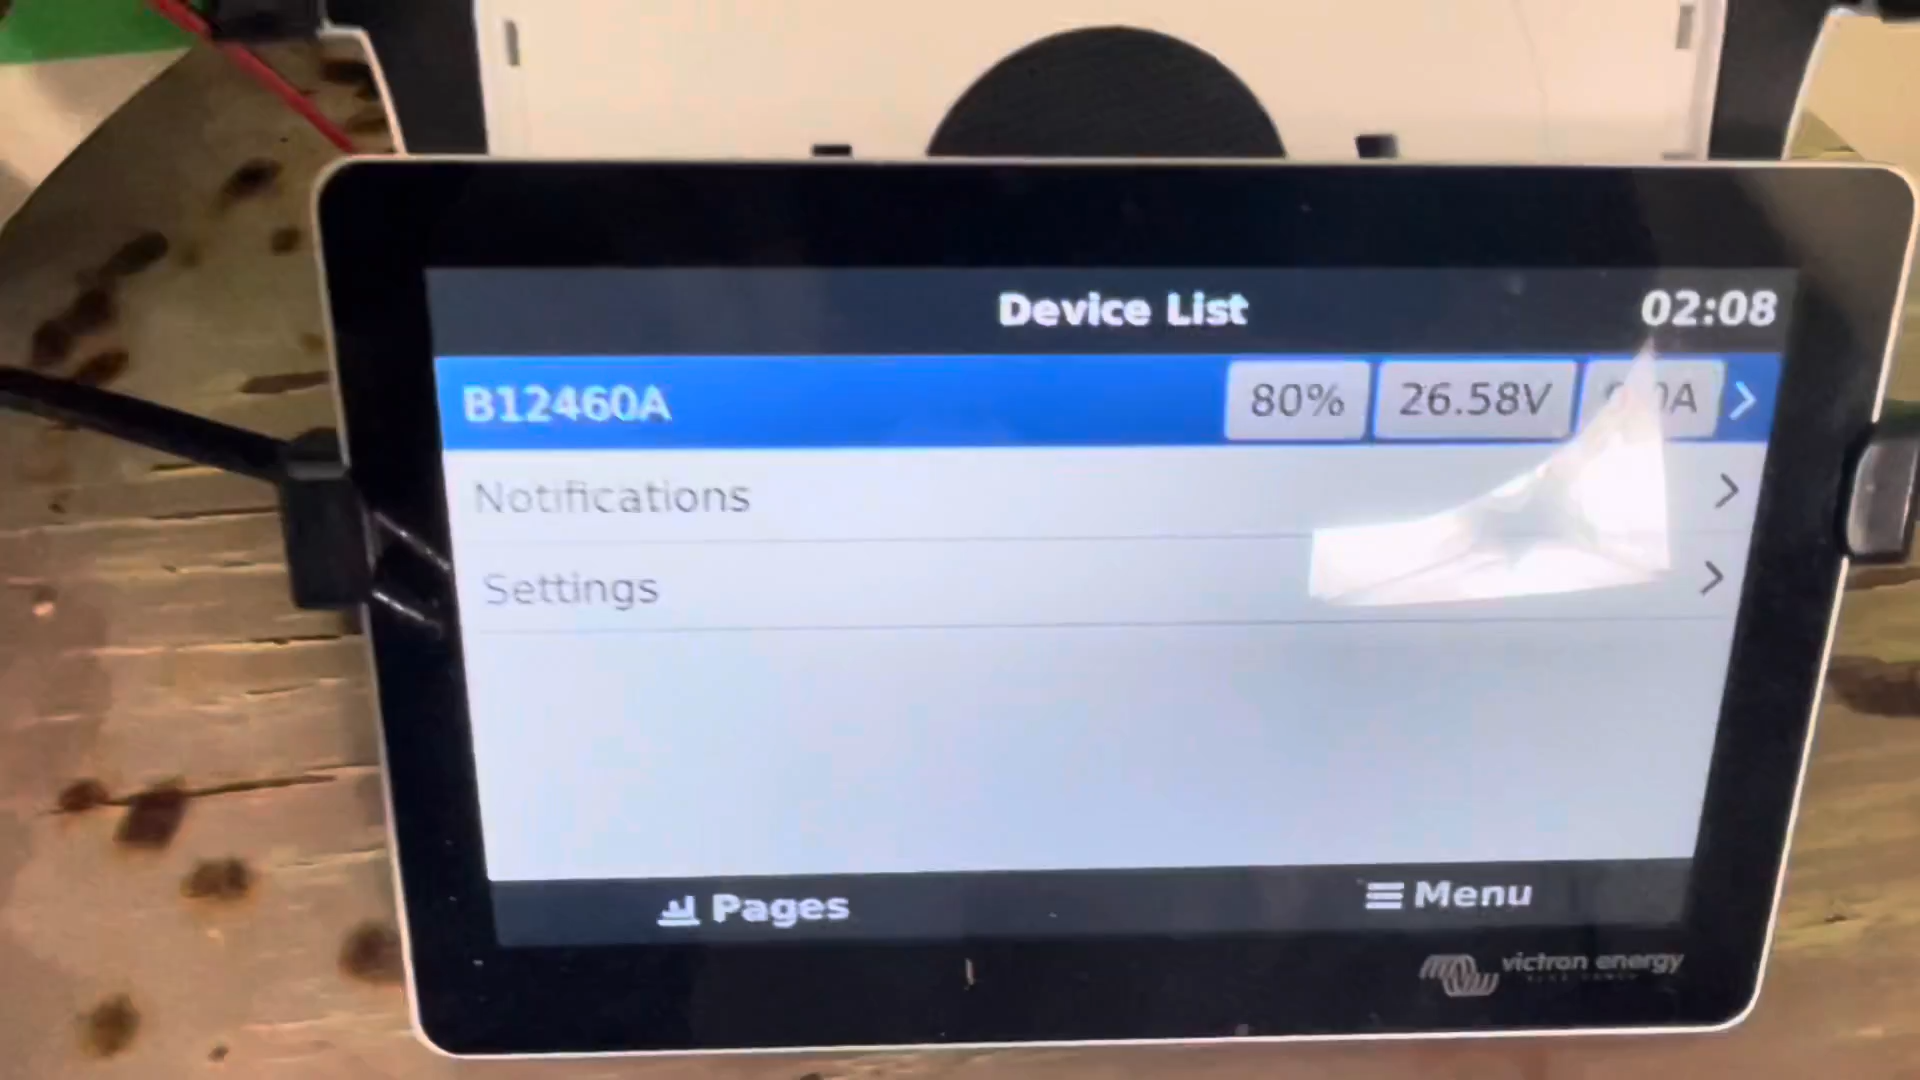 Device List 02:08
B12460A 80% 26.58V
Notifications
Settings
Pages Menu
victron energy